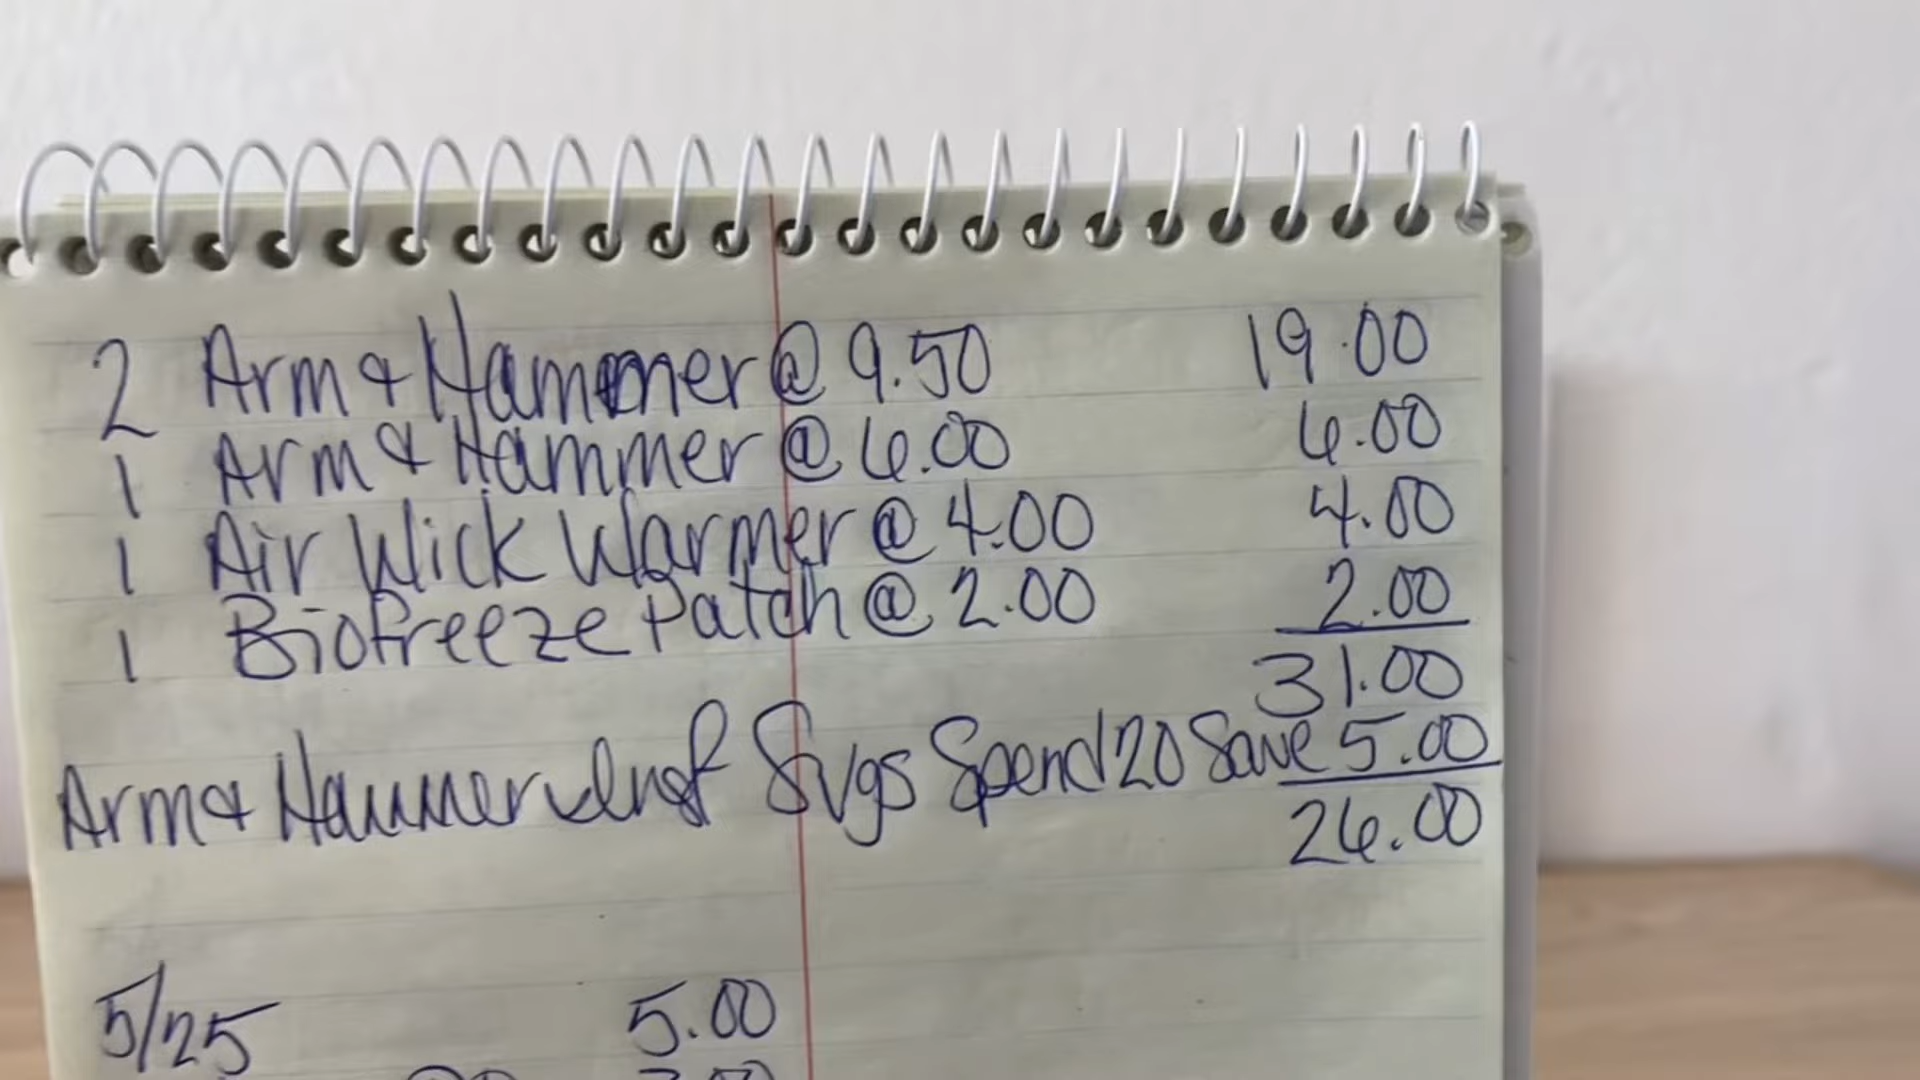 2 Arm & Hammer @ 9.50 19.00
1 Arm & Hammer @ 6.00 6.00
1 Air Wick Warmer @ 4.00 4.00
1 Biofreeze Patch @ 2.00 2.00
31.00
Arm & Hammer Inst Svgs Spend 20 Save 5.00
26.00
5/25 5.00